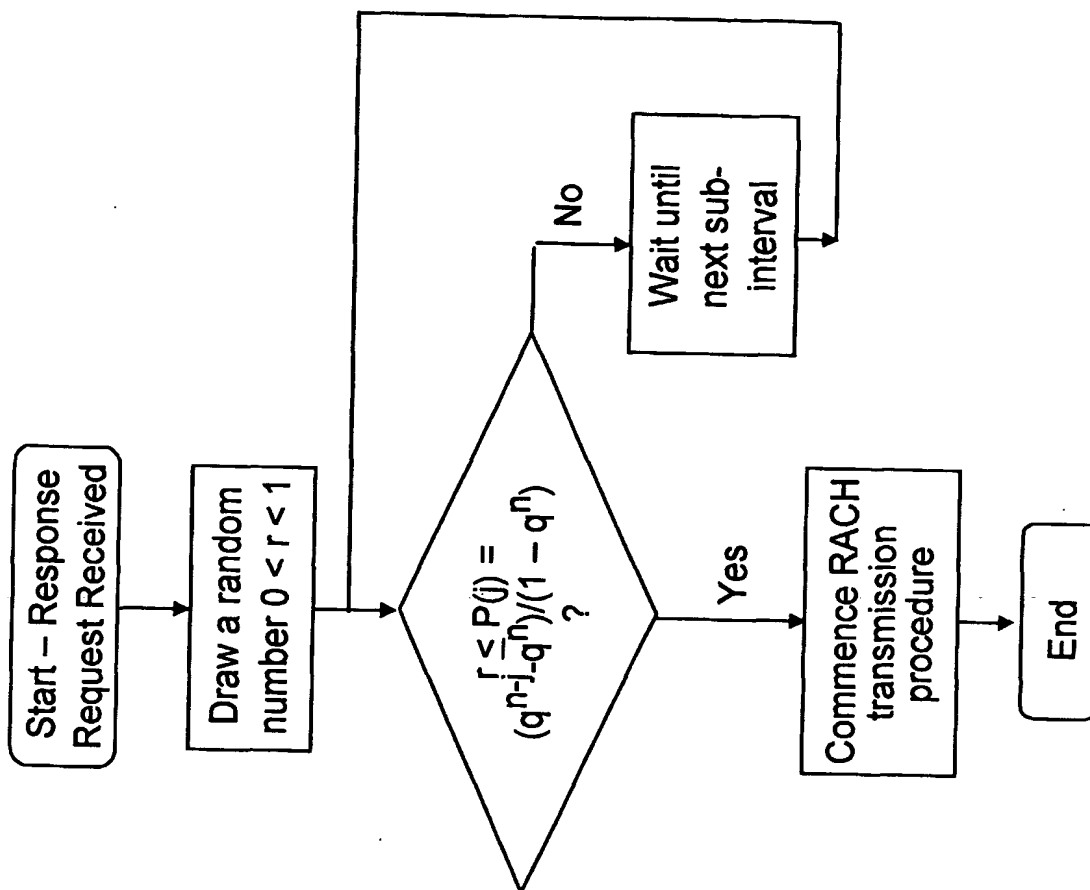 Start – Response
Request Received
Draw a random
number 0 < r < 1
r ≤ P(j) =
(q^n-j-q^n)/(1 – q^n)
?
No
Wait until
next sub-
interval
Yes
Commence RACH
transmission
procedure
End